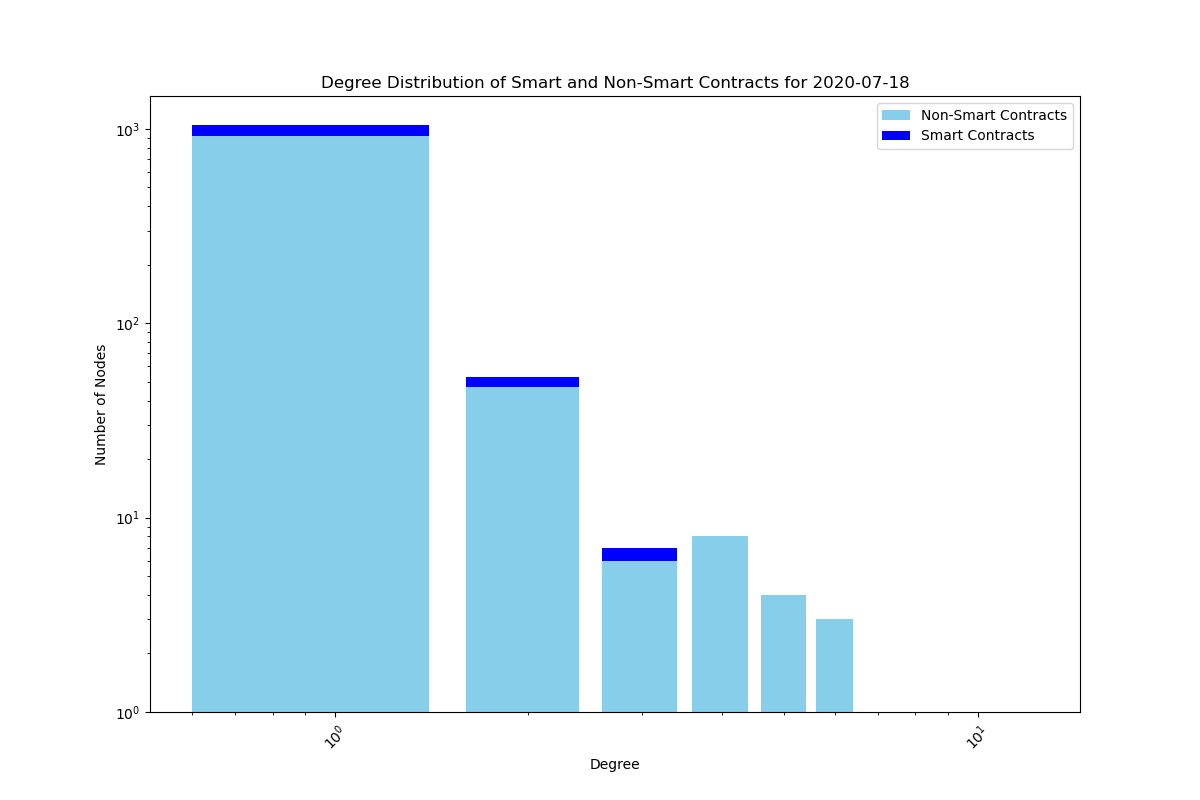 Degree Distribution of Smart and Non-Smart Contracts for 2020-07-18
Non-Smart Contracts
Smart Contracts
Number of Nodes
10³
10²
10¹
10⁰
10⁰
10¹
Degree